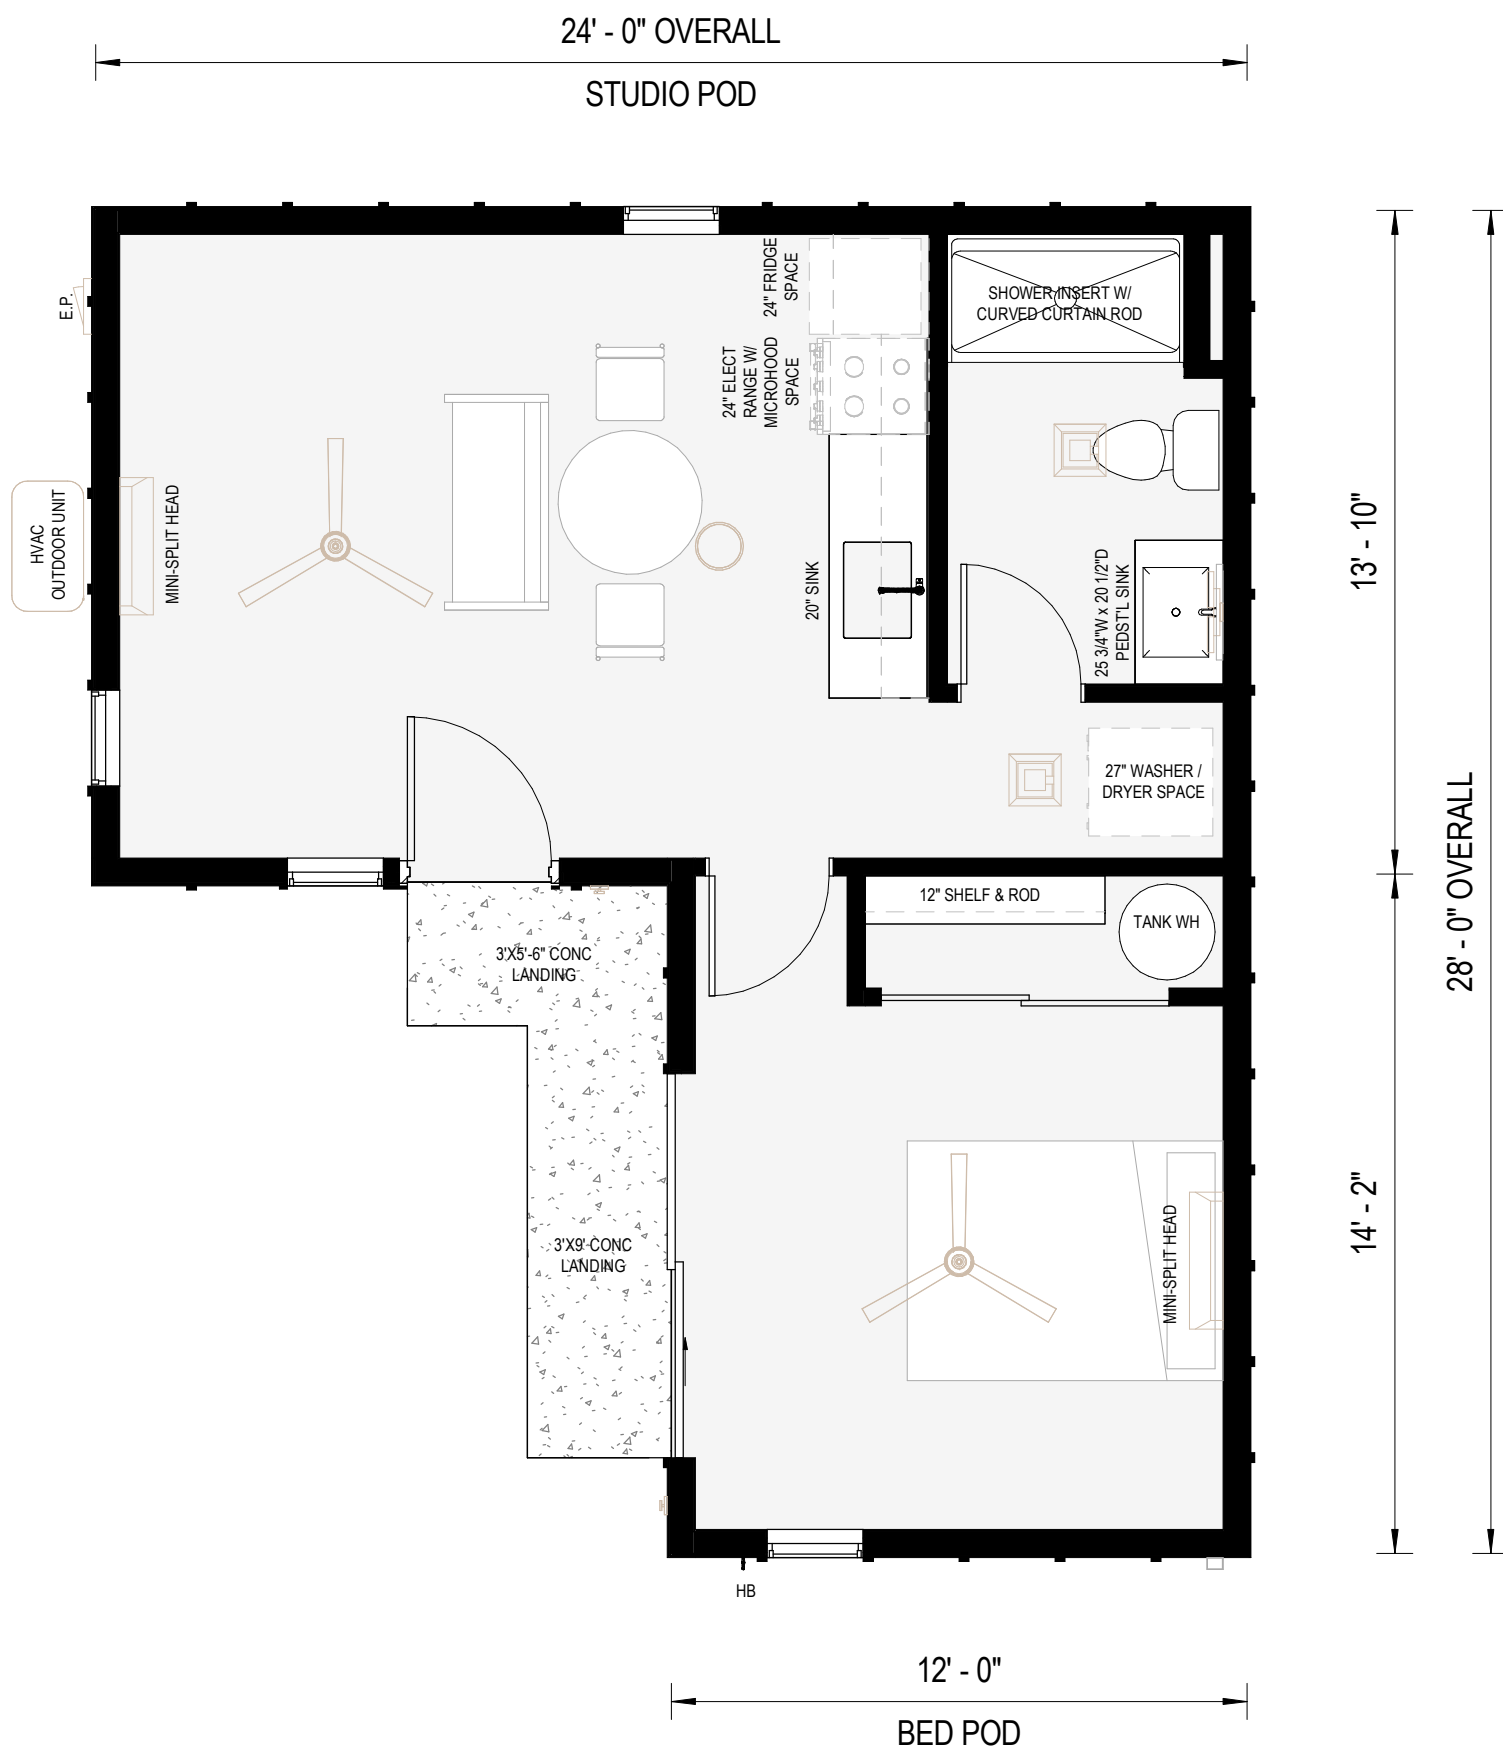 24' - 0" OVERALL
STUDIO POD
E.P.
24" FRIDGE
SPACE
SHOWER INSERT W/
CURVED CURTAIN ROD
24" ELECT
RANGE W/
MICROHOOD
SPACE
HVAC
OUTDOOR UNIT
MINI-SPLIT HEAD
20" SINK
25 3/4"W x 20 1/2"D
PEDST'L SINK
13' - 10"
27" WASHER /
DRYER SPACE
28' - 0" OVERALL
12" SHELF & ROD
TANK WH
3'X5'-6" CONC
LANDING
3'X9' CONC
LANDING
MINI-SPLIT HEAD
14' - 2"
HB
12' - 0"
BED POD